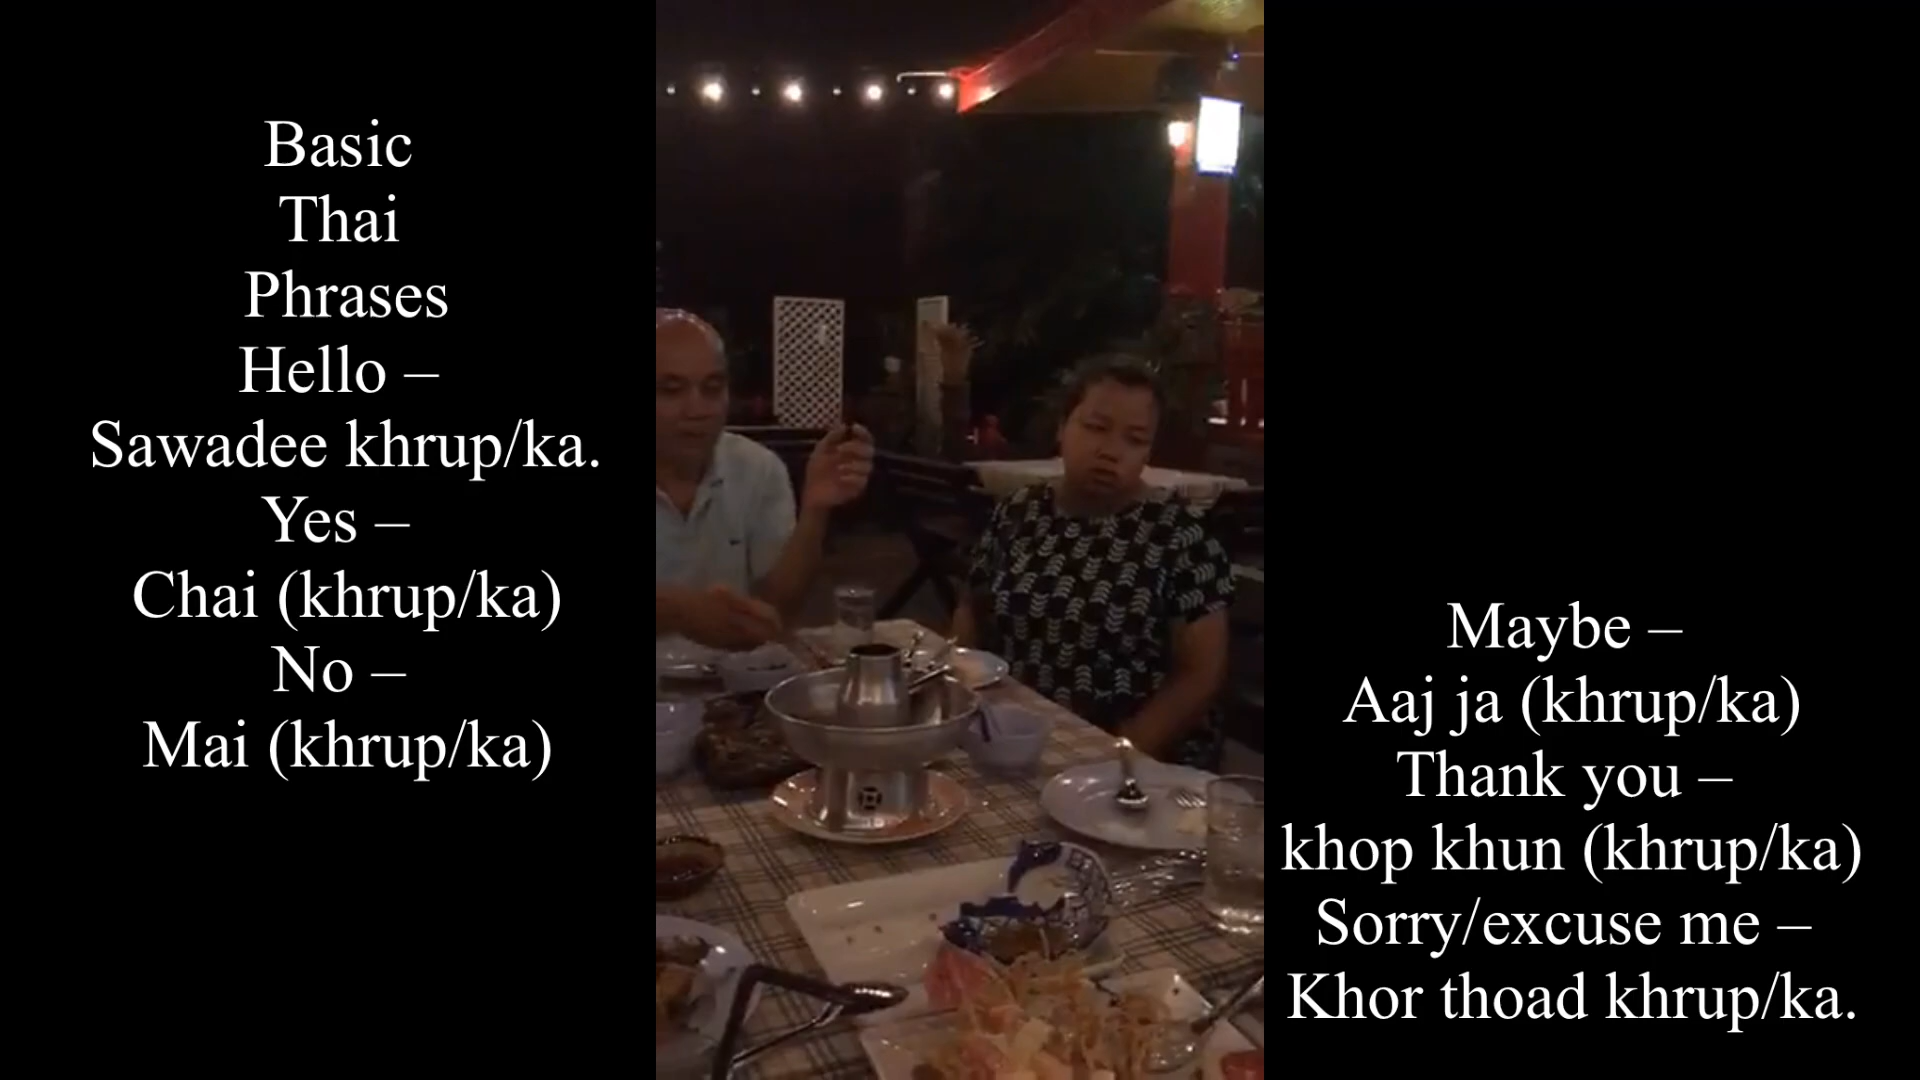 Basic
Thai
Phrases
Hello –
Sawadee khrup/ka.
Yes –
Chai (khrup/ka)
No –
Mai (khrup/ka)
Maybe –
Aaj ja (khrup/ka)
Thank you –
khop khun (khrup/ka)
Sorry/excuse me –
Khor thoad khrup/ka.